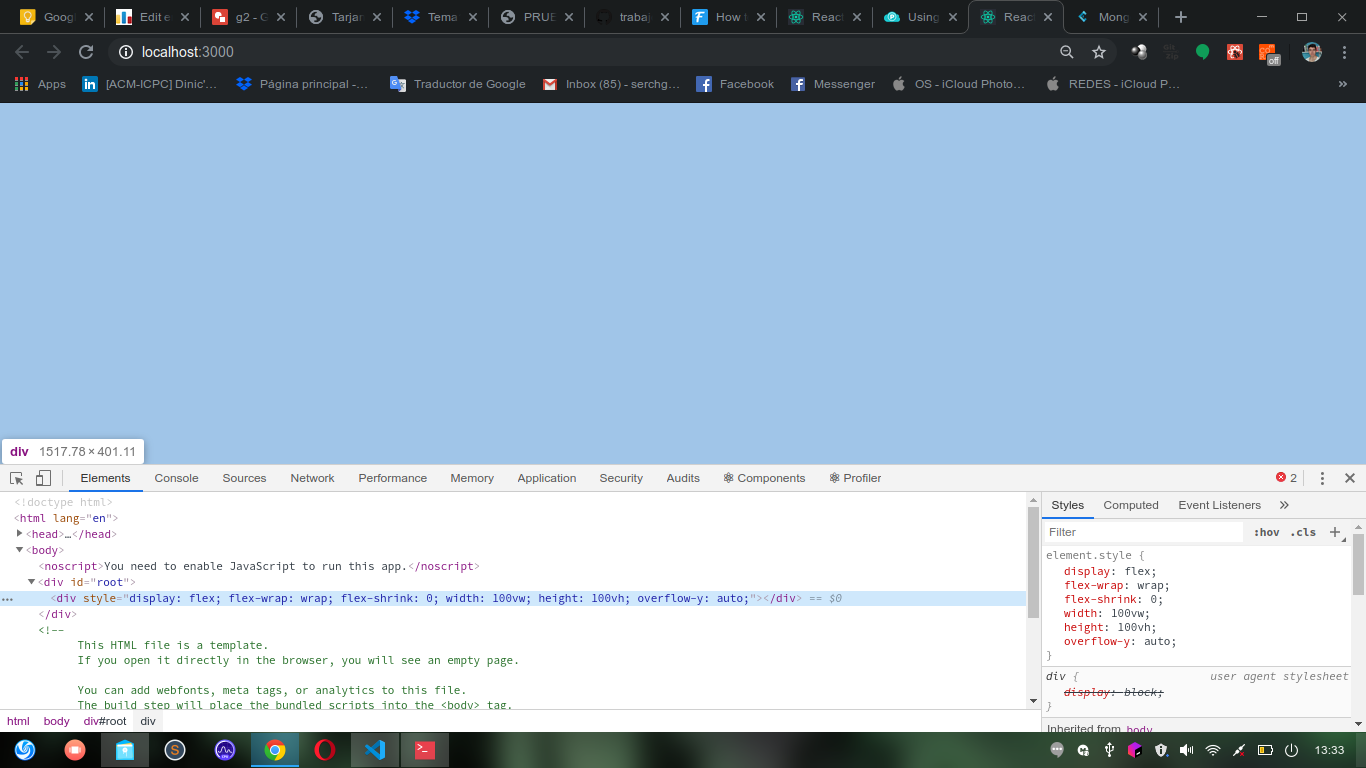 Googl Edit e g2 - G Tarjan Tema PRUE trabaj How t React Using React Mong
localhost:3000
Apps [ACM-ICPC] Dinic'... Página principal -... Traductor de Google Inbox (85) - serchg... Facebook Messenger OS - iCloud Photo... REDES - iCloud P... »
off
div 1517.78 × 401.11
Elements Console Sources Network Performance Memory Application Security Audits Components Profiler 2
<!doctype html>
<html lang="en">
<head>…</head>
<body>
<noscript>You need to enable JavaScript to run this app.</noscript>
<div id="root">
<div style="display: flex; flex-wrap: wrap; flex-shrink: 0; width: 100vw; height: 100vh; overflow-y: auto;"></div> == $0
</div>
<!--
This HTML file is a template.
If you open it directly in the browser, you will see an empty page.
You can add webfonts, meta tags, or analytics to this file.
The build step will place the bundled scripts into the <body> tag.
html body div#root div
Styles Computed Event Listeners »
Filter :hov .cls +
element.style {
display: flex;
flex-wrap: wrap;
flex-shrink: 0;
width: 100vw;
height: 100vh;
overflow-y: auto;
}
div { user agent stylesheet
display: block;
}
Inherited from body
13:33